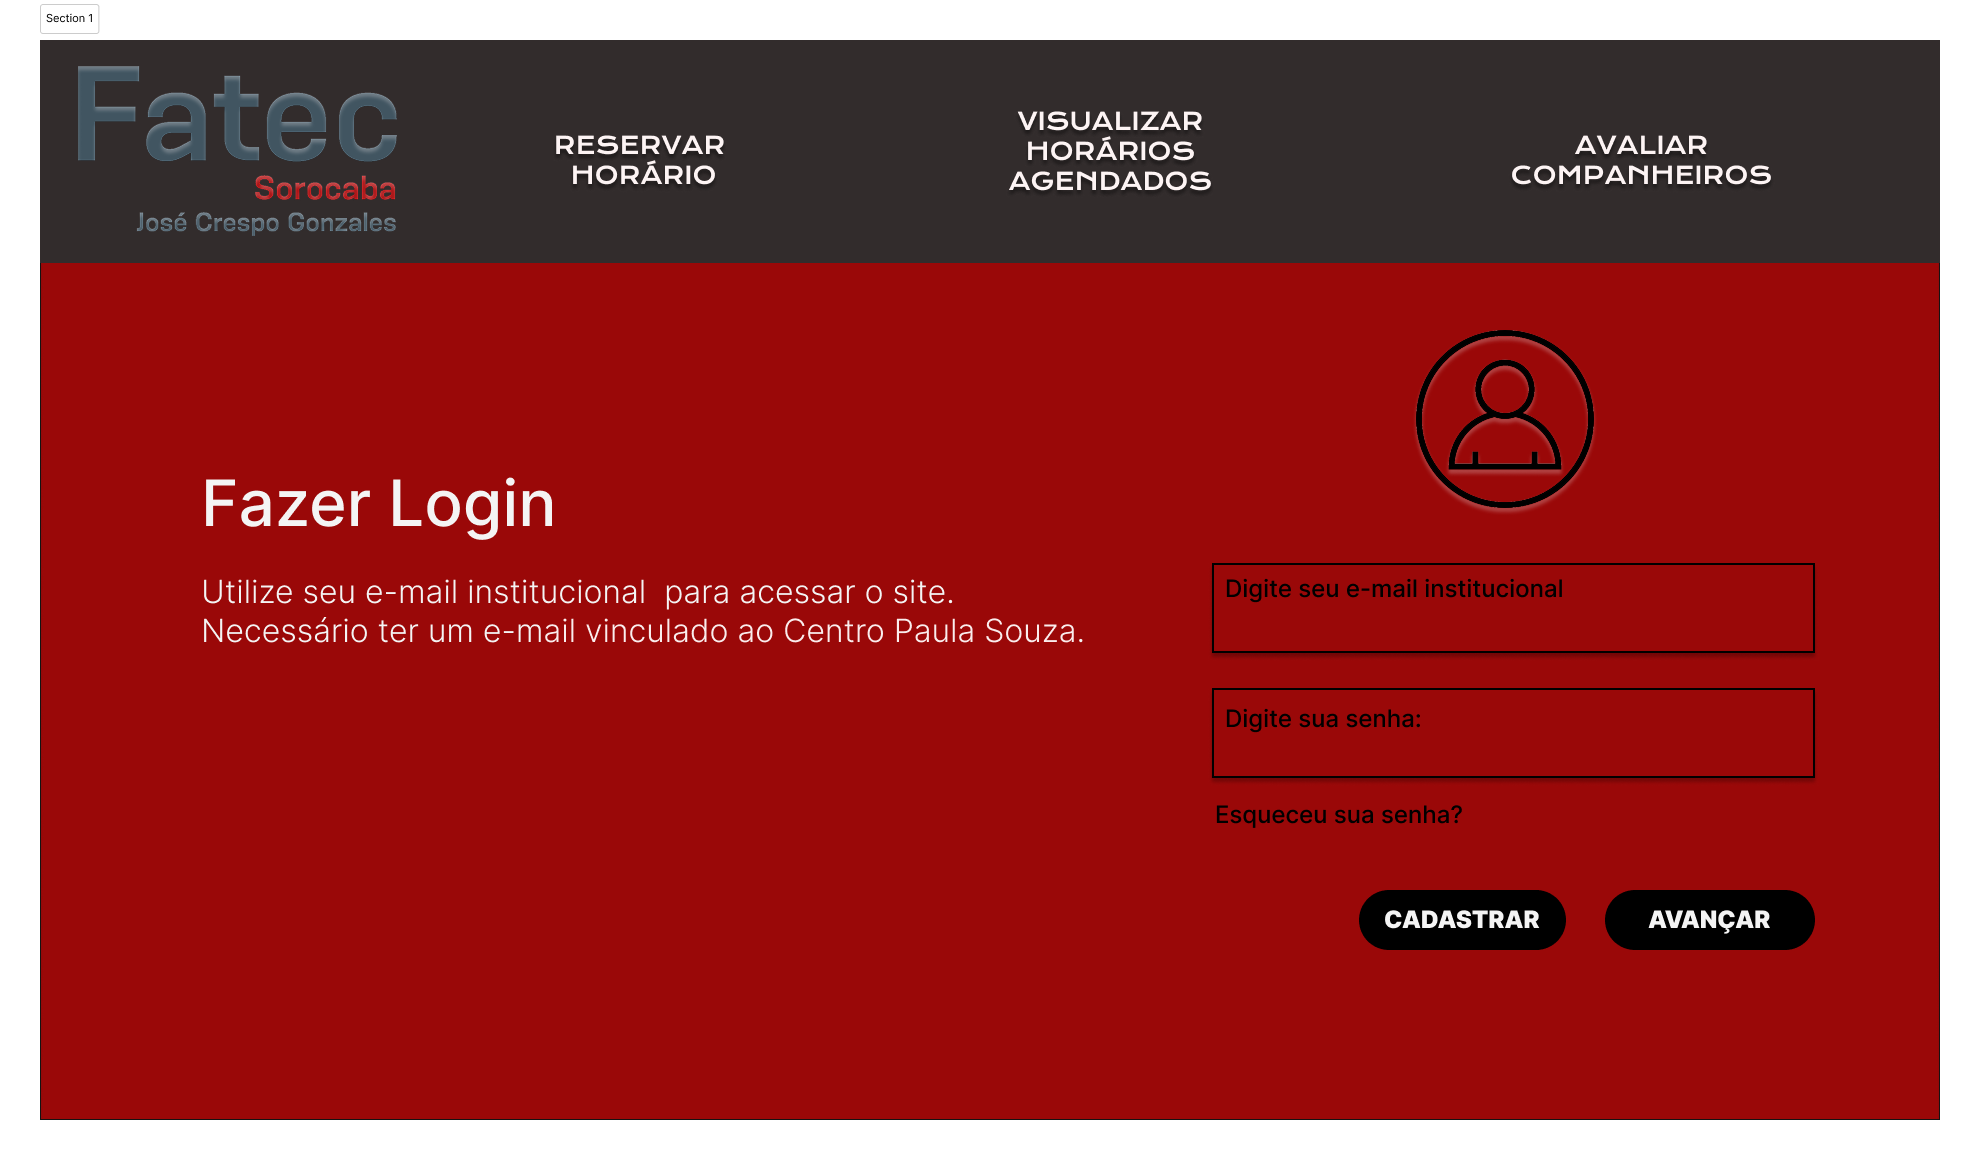 Section 1
Fatec
Sorocaba
José Crespo Gonzales
RESERVAR
HORÁRIO
VISUALIZAR
HORÁRIOS
AGENDADOS
AVALIAR
COMPANHEIROS
Fazer Login
Utilize seu e-mail institucional  para acessar o site.
Necessário ter um e-mail vinculado ao Centro Paula Souza.
Digite seu e-mail institucional
Digite sua senha:
Esqueceu sua senha?
CADASTRAR
AVANÇAR